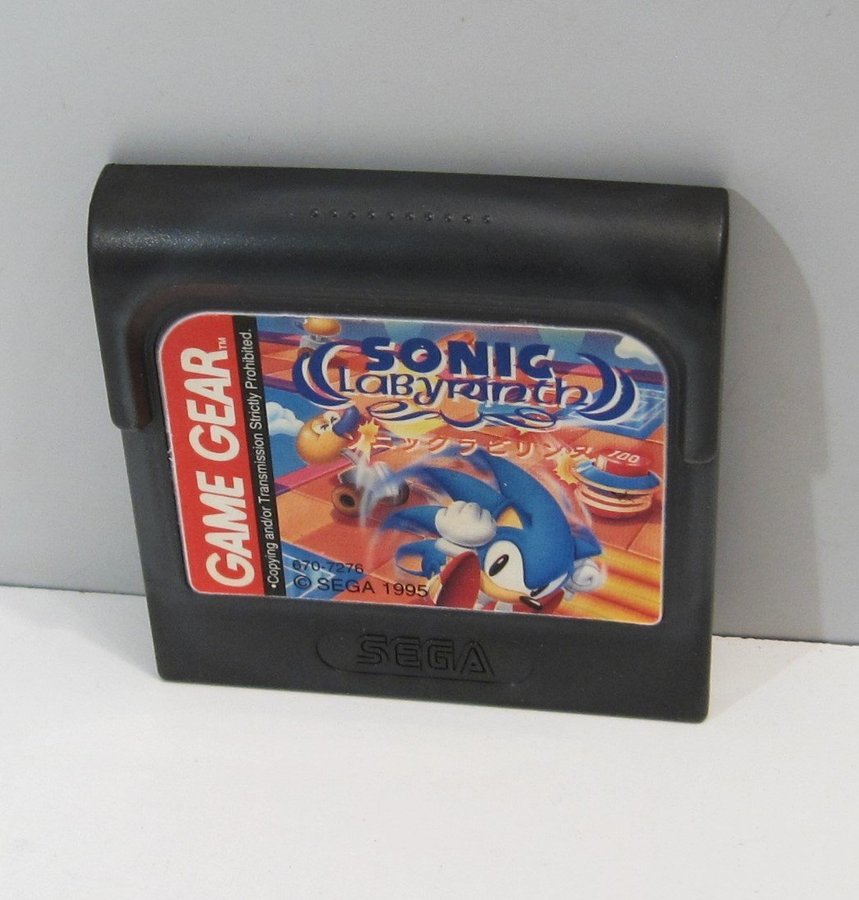 GAME GEAR™
•Copying and/or Transmission Strictly Prohibited.
SONIC
Labyrinth
ソニックラビリンス
100
670-7276
© SEGA 1995
SEGA